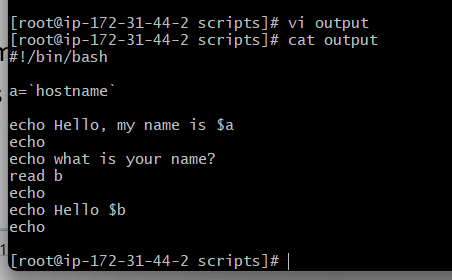 [root@ip-172-31-44-2 scripts]# vi output
[root@ip-172-31-44-2 scripts]# cat output
#!/bin/bash
a=`hostname`
echo Hello, my name is $a
echo
echo what is your name?
read b
echo
echo Hello $b
echo
[root@ip-172-31-44-2 scripts]#